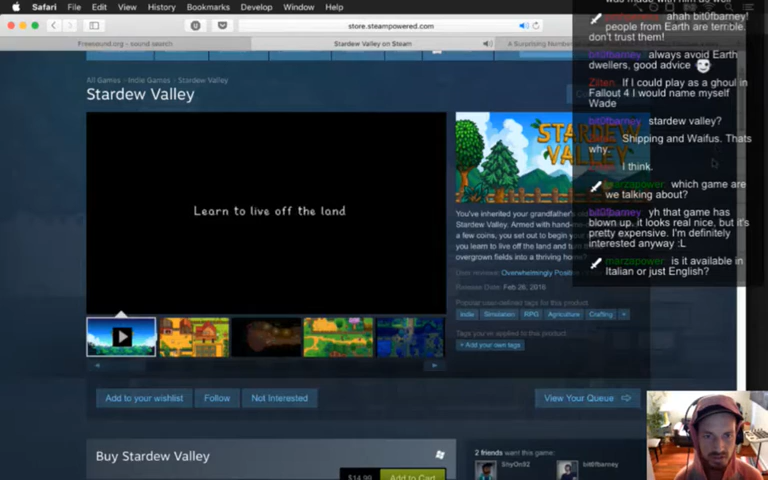 Safari File Edit View History Bookmarks Develop Window Help
was made with him as well
ahah bit0fbarney!
people from Earth are terrible.
don't trust them!
store.steampowered.com
Freesound.org - sound search
Stardew Valley on Steam
A Surprising Number
bit0fbarney: always avoid Earth
dwellers, good advice
Zilten: If I could play as a ghoul in
Fallout 4 I would name myself
Wade
bit0fbarney: stardew valley?
Shipping and Waifus. Thats
why.
I think.
marzapower: which game are
we talking about?
bit0fbarney: yh that game has
blown up. it looks real nice, but it's
pretty expensive. I'm definitely
interested anyway :L
marzapower: is it available in
Italian or just English?
All Games > Indie Games > Stardew Valley
Stardew Valley
Learn to live off the land
STARDEW
VALLEY
You've inherited your grandfather's old
Stardew Valley. Armed with hand-me
a few coins, you set out to begin your
you learn to live off the land and turn
overgrown fields into a thriving home
User reviews: Overwhelmingly Positive
Release Date: Feb 26, 2016
Popular user-defined tags for this product:
Indie Simulation RPG Agriculture Crafting +
Tags you've applied to this product:
+ Add your own tags
Add to your wishlist
Follow
Not Interested
View Your Queue
Buy Stardew Valley
$14.99
Add to Cart
2 friends want this game:
ShyOn92
bit0fbarney